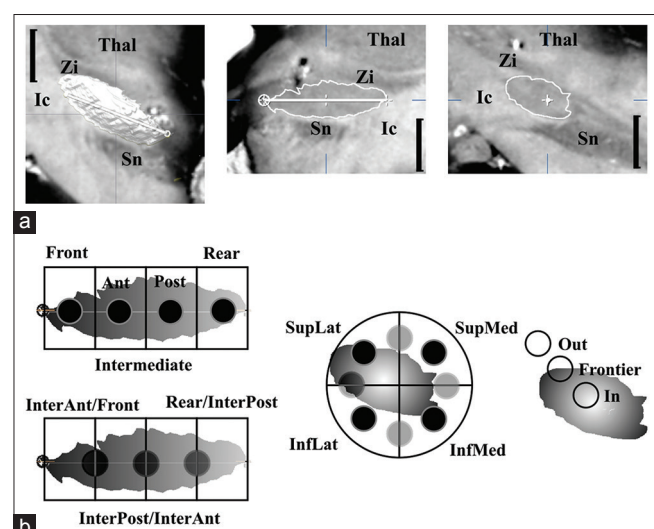 Thal
Zi
Ic
Sn
Thal
Zi
Sn
Ic
Thal
Zi
Ic
Sn
a
Front
Rear
Ant
Post
Intermediate
InterAnt/Front
Rear/InterPost
InterPost/InterAnt
SupLat
SupMed
InfLat
InfMed
Out
Frontier
In
b